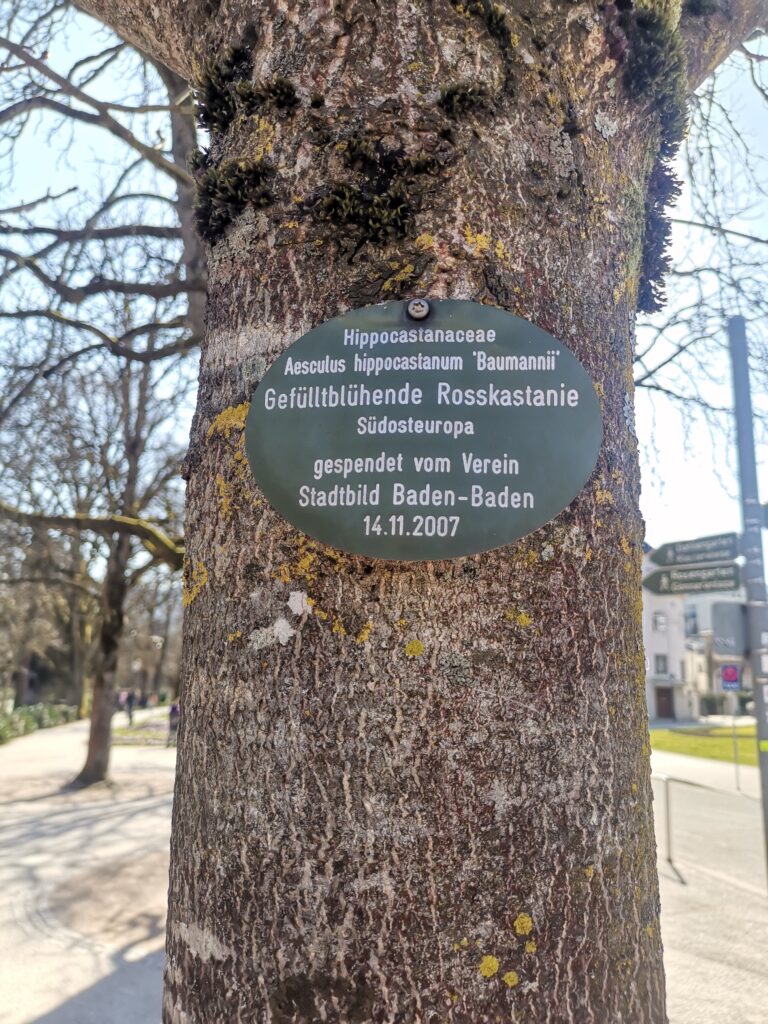 Hippocastanaceae
Aesculus hippocastanum 'Baumannii'
Gefülltblühende Rosskastanie
Südosteuropa
gespendet vom Verein
Stadtbild Baden-Baden
14.11.2007